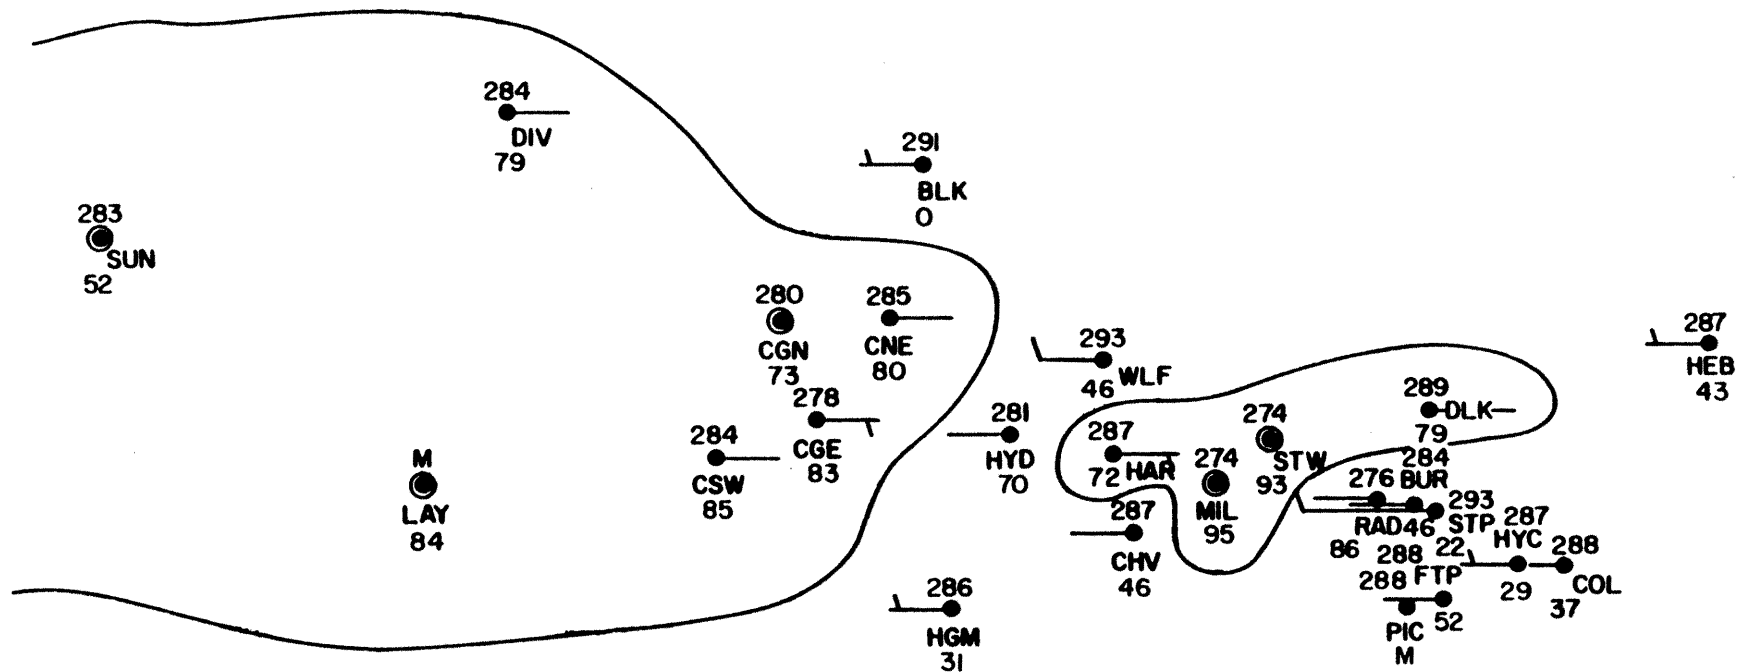 284
DIV
79
291
BLK
0
283
SUN
52
280
CGN
73
285
CNE
80
278
CGE
83
284
CSW
85
M
LAY
84
281
HYD
70
293
WLF
46
287
HEB
43
289
DLK
79
274
STW
93
287
HAR
72
274
MIL
95
287
CHV
46
284
BUR
46
276
RAD
86
293
STP
22
287
HYC
29
288
COL
37
288
FTP
52
288
PIC
M
286
HGM
31